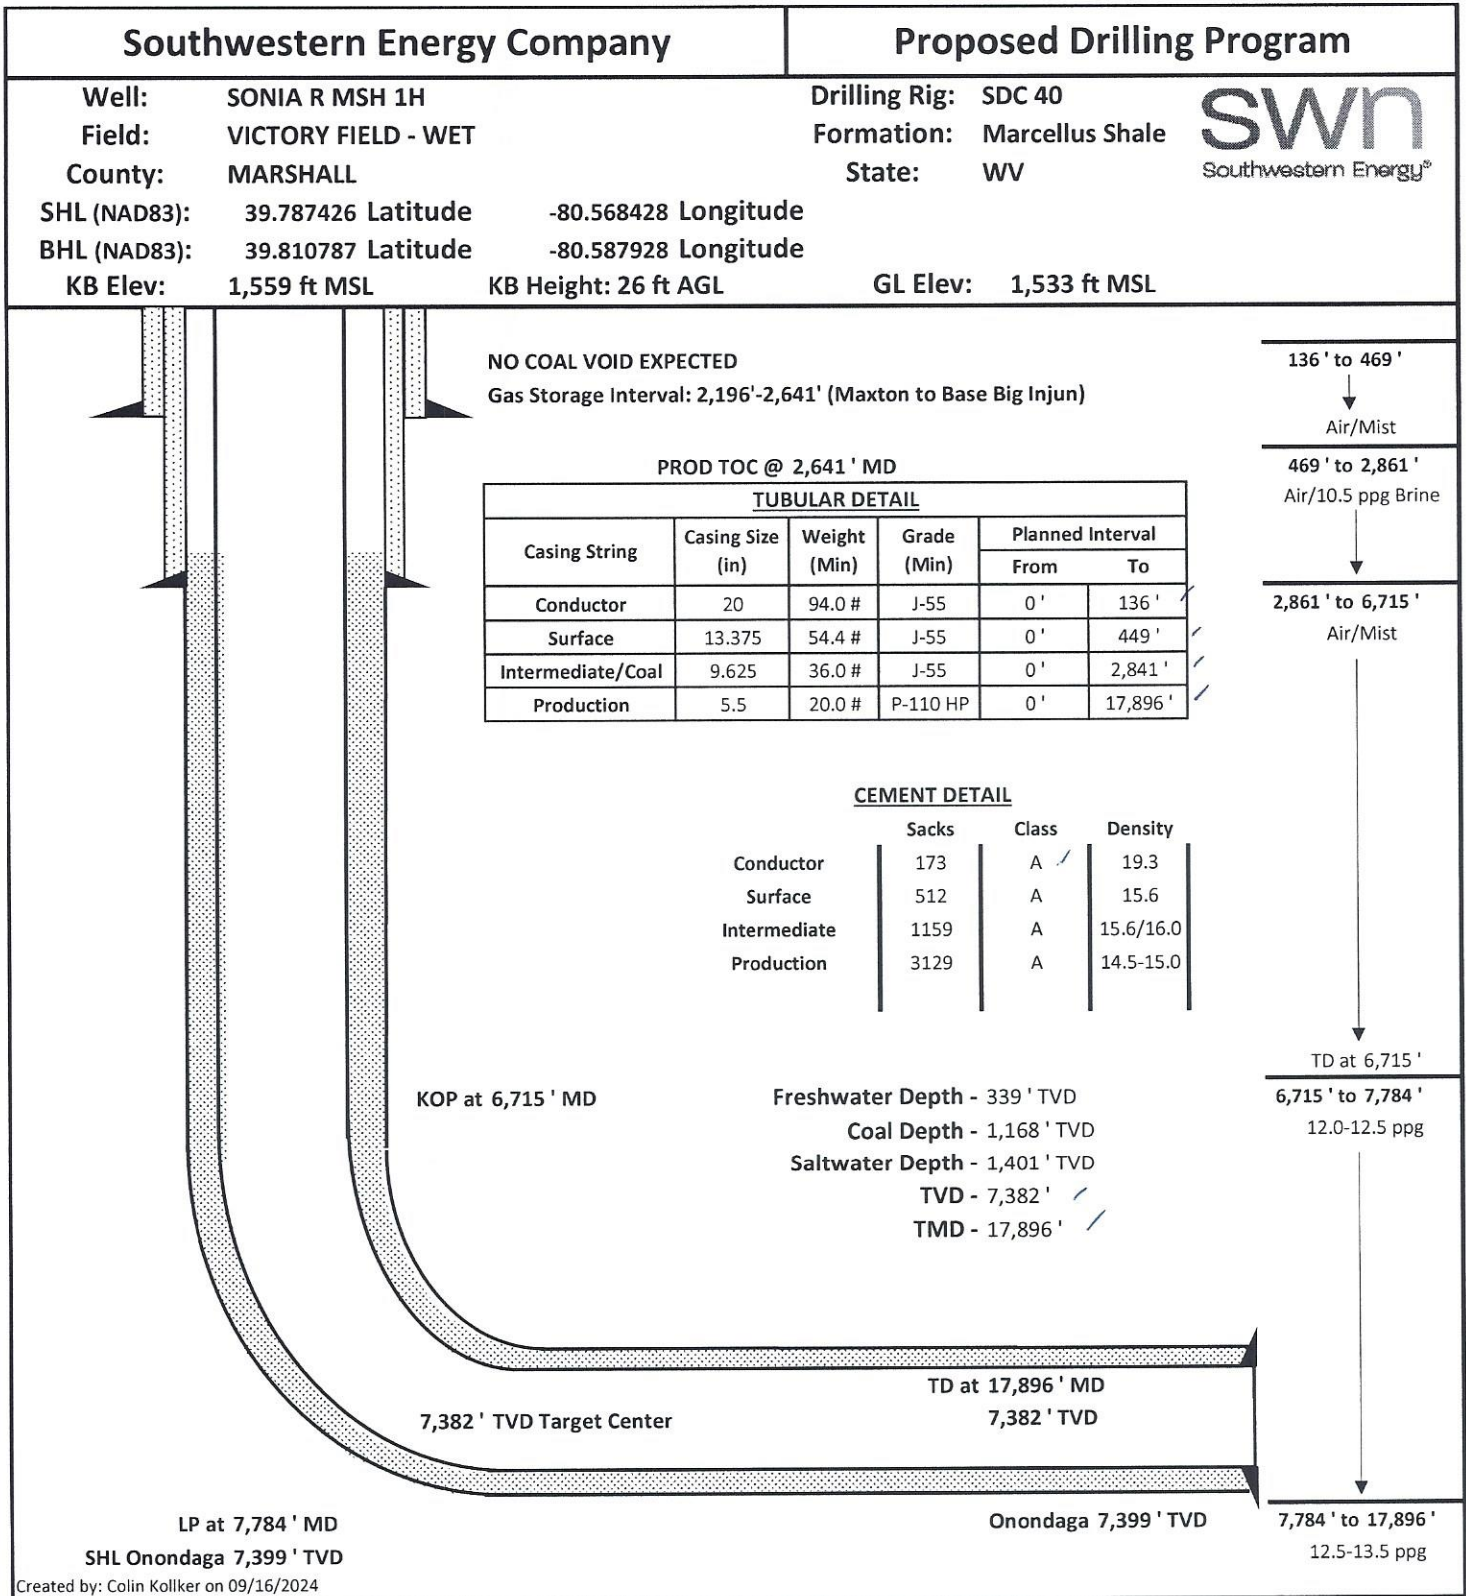 Southwestern Energy Company
Proposed Drilling Program
Well: SONIA R MSH 1H
Drilling Rig: SDC 40
Field: VICTORY FIELD - WET
Formation: Marcellus Shale
County: MARSHALL
State: WV
swn
Southwestern Energy®
SHL (NAD83): 39.787426 Latitude -80.568428 Longitude
BHL (NAD83): 39.810787 Latitude -80.587928 Longitude
KB Elev: 1,559 ft MSL KB Height: 26 ft AGL GL Elev: 1,533 ft MSL
NO COAL VOID EXPECTED
Gas Storage Interval: 2,196'-2,641' (Maxton to Base Big Injun)
136 ' to 469 '
Air/Mist
469 ' to 2,861 '
Air/10.5 ppg Brine
PROD TOC @ 2,641 ' MD
TUBULAR DETAIL
Casing String Casing Size (in) Weight (Min) Grade (Min) Planned Interval
From To
Conductor 20 94.0 # J-55 0 ' 136 '
Surface 13.375 54.4 # J-55 0 ' 449 '
Intermediate/Coal 9.625 36.0 # J-55 0 ' 2,841 '
Production 5.5 20.0 # P-110 HP 0 ' 17,896 '
2,861 ' to 6,715 '
Air/Mist
CEMENT DETAIL
Sacks Class Density
Conductor 173 A 19.3
Surface 512 A 15.6
Intermediate 1159 A 15.6/16.0
Production 3129 A 14.5-15.0
TD at 6,715 '
KOP at 6,715 ' MD
Freshwater Depth - 339 ' TVD
Coal Depth - 1,168 ' TVD
Saltwater Depth - 1,401 ' TVD
TVD - 7,382 '
TMD - 17,896 '
6,715 ' to 7,784 '
12.0-12.5 ppg
TD at 17,896 ' MD
7,382 ' TVD
7,382 ' TVD Target Center
LP at 7,784 ' MD
SHL Onondaga 7,399 ' TVD
Onondaga 7,399 ' TVD
7,784 ' to 17,896 '
12.5-13.5 ppg
Created by: Colin Kollker on 09/16/2024